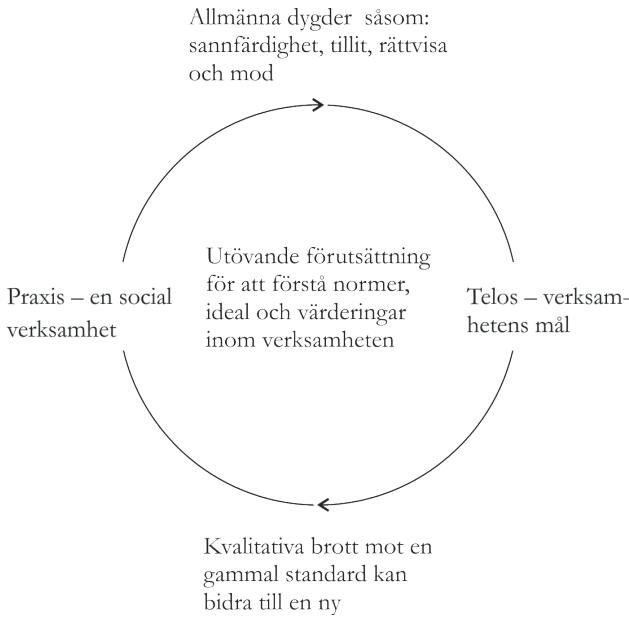 Allmänna dygder såsom:
sannfärdighet, tillit, rättvisa
och mod
Utövande förutsättning
för att förstå normer,
ideal och värderingar
inom verksamheten
Praxis – en social
verksamhet
Telos – verksam-
hetens mål
Kvalitativa brott mot en
gammal standard kan
bidra till en ny